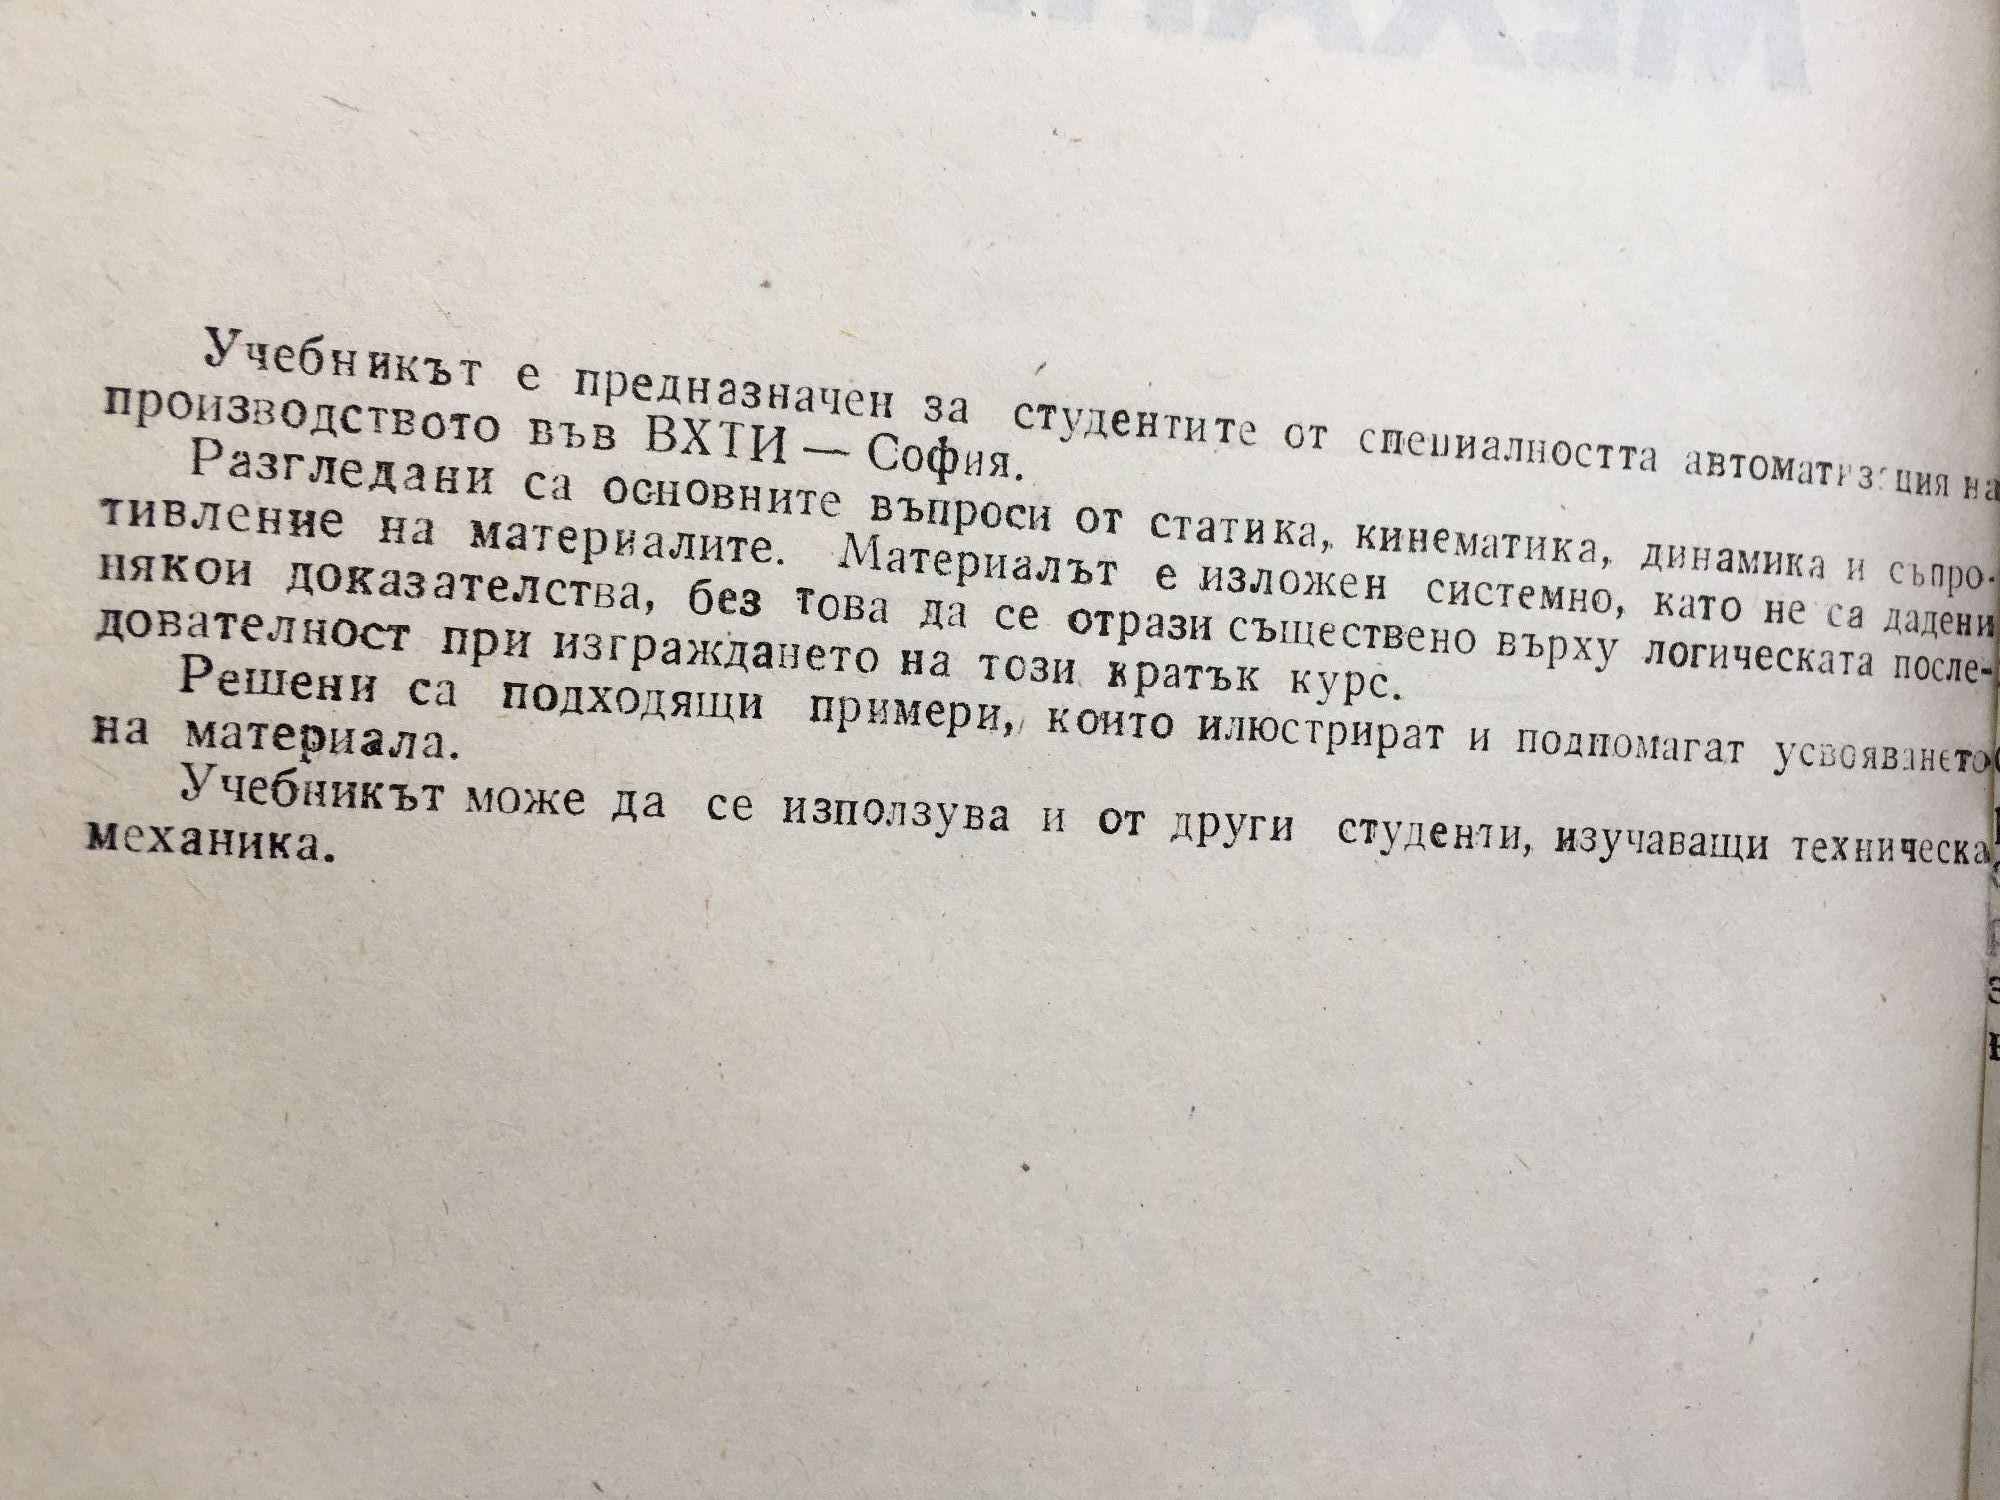 Учебникът е предназначен за студентите от специалността автоматизация на
производството във ВХТИ — София.
Разгледани са основните въпроси от статика, кинематика, динамика и съпро-
тивление на материалите. Материалът е изложен системно, като не са дадени
някои доказателства, без това да се отрази съществено върху логическата после-
дователност при изграждането на този кратък курс.
Решени са подходящи примери, които илюстрират и подпомагат усвояването
на материала.
Учебникът може да се използува и от други студенти, изучаващи техническа
механика.